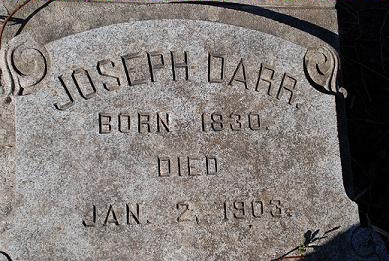 JOSEPH DARR.
BORN 1830.
DIED
JAN. 2, 1903.